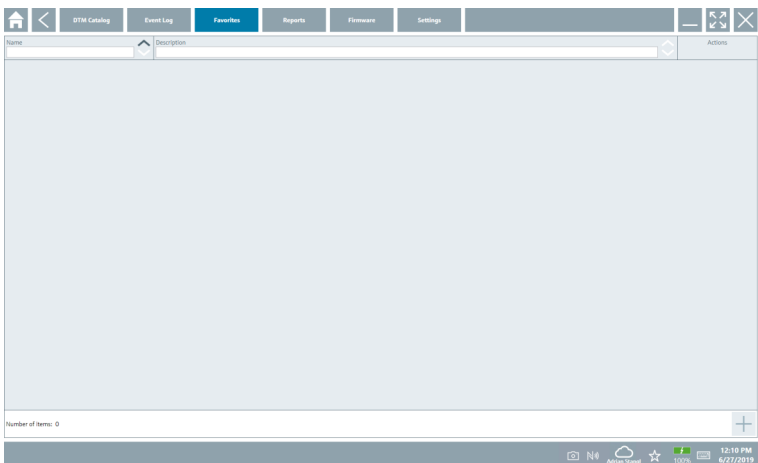 DTM Catalog Event Log Favorites Reports Firmware Settings
Name Description Actions
Number of items: 0
100% 12:10 PM
6/27/2019